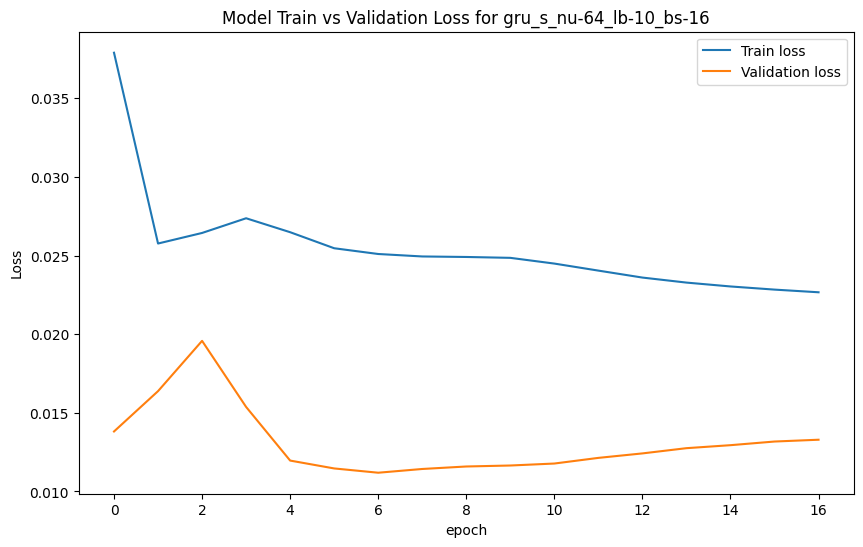 Model Train vs Validation Loss for gru_s_nu-64_lb-10_bs-16
Train loss
Validation loss
0.035
0.030
0.025
0.020
0.015
0.010
Loss
0 2 4 6 8 10 12 14 16
epoch